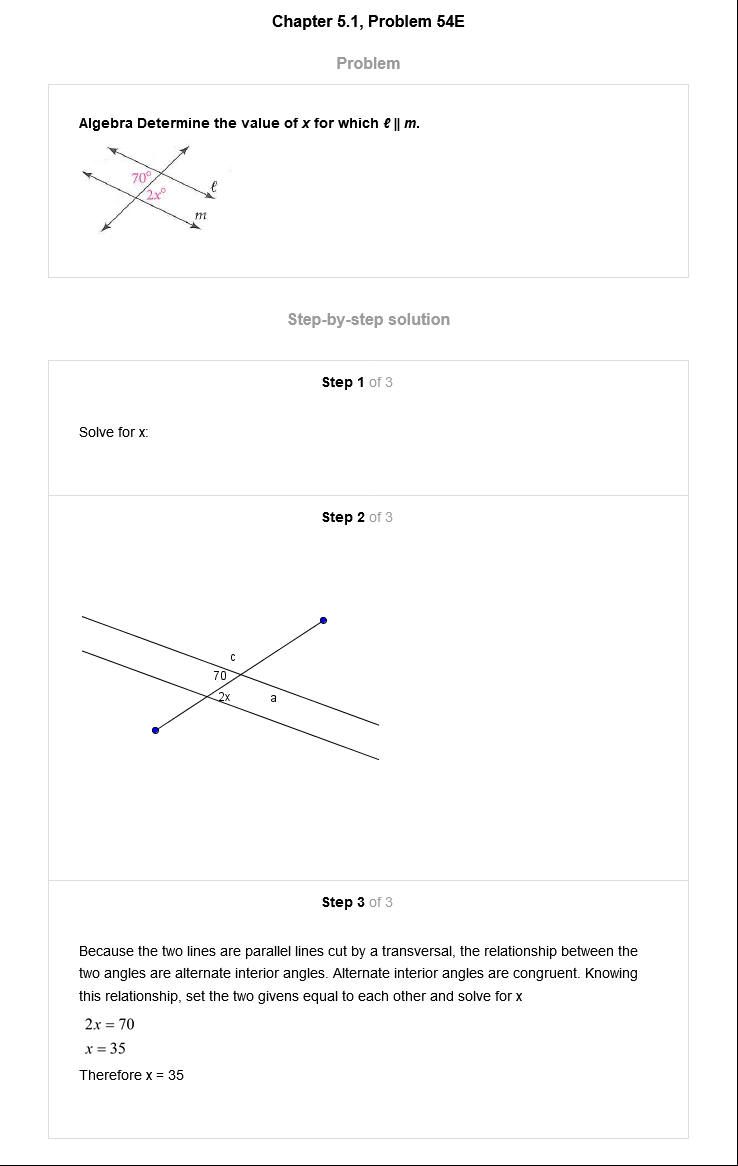 Chapter 5.1, Problem 54E
Problem
Algebra Determine the value of x for which ℓ || m.
70°
ℓ
2x°
m
Step-by-step solution
Step 1 of 3
Solve for x:
Step 2 of 3
c
70
2x
a
Step 3 of 3
Because the two lines are parallel lines cut by a transversal, the relationship between the
two angles are alternate interior angles. Alternate interior angles are congruent. Knowing
this relationship, set the two givens equal to each other and solve for x
2x = 70
x = 35
Therefore x = 35